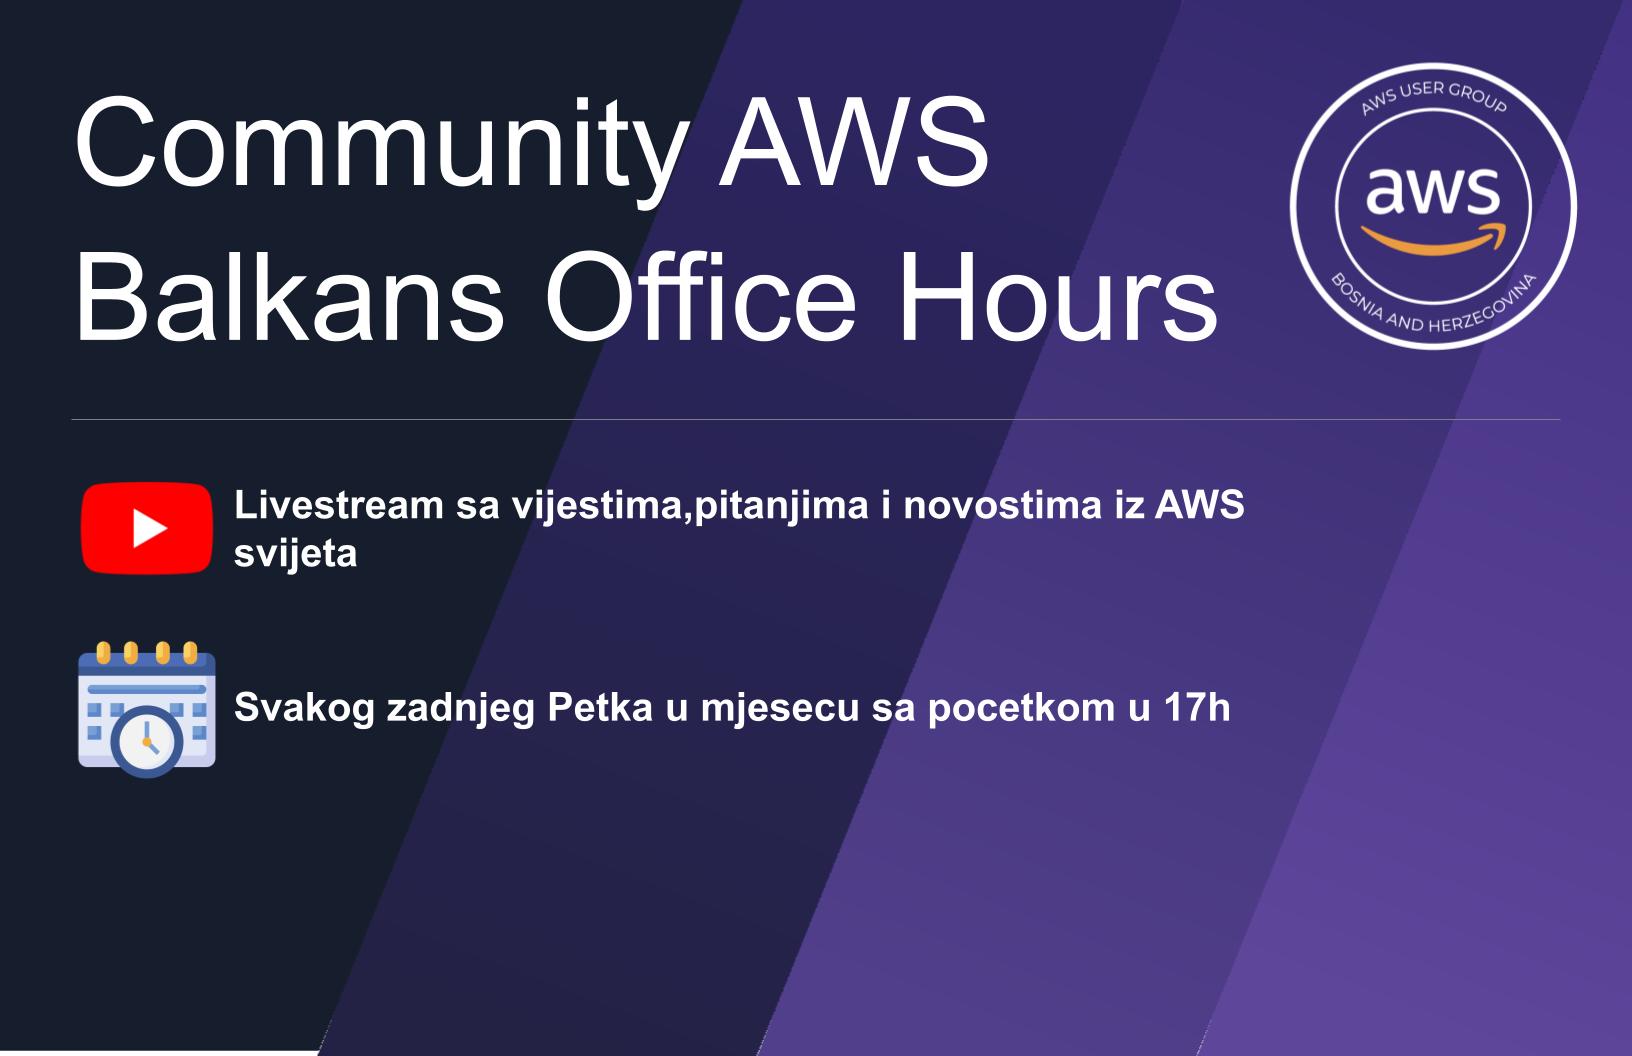 Community AWS
Balkans Office Hours
AWS USER GROUP
aws
BOSNIA AND HERZEGOVINA
Livestream sa vijestima,pitanjima i novostima iz AWS
svijeta
Svakog zadnjeg Petka u mjesecu sa pocetkom u 17h